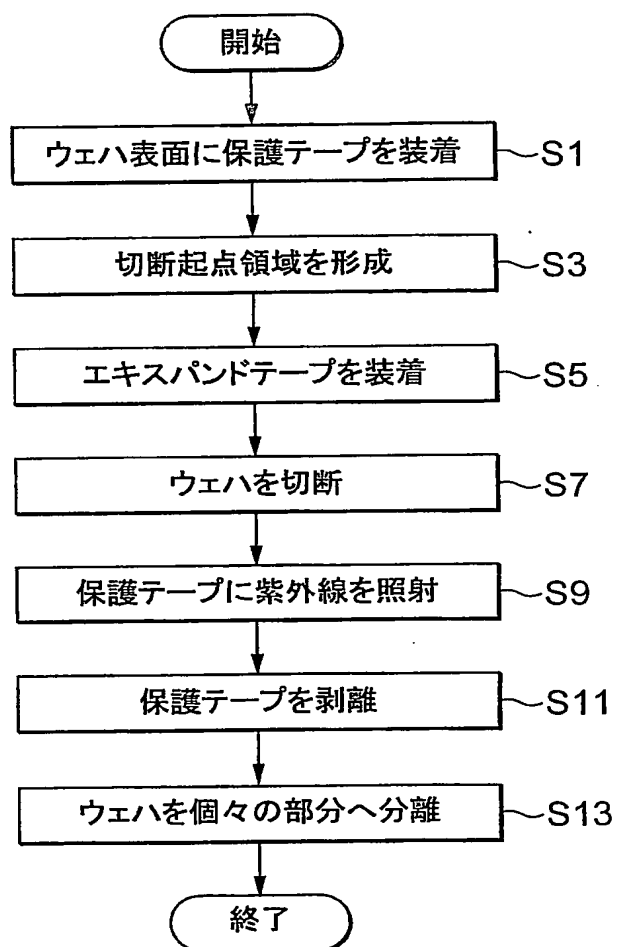 開始
ウェハ表面に保護テープを装着
S1
切断起点領域を形成
S3
エキスパンドテープを装着
S5
ウェハを切断
S7
保護テープに紫外線を照射
S9
保護テープを剥離
S11
ウェハを個々の部分へ分離
S13
終了